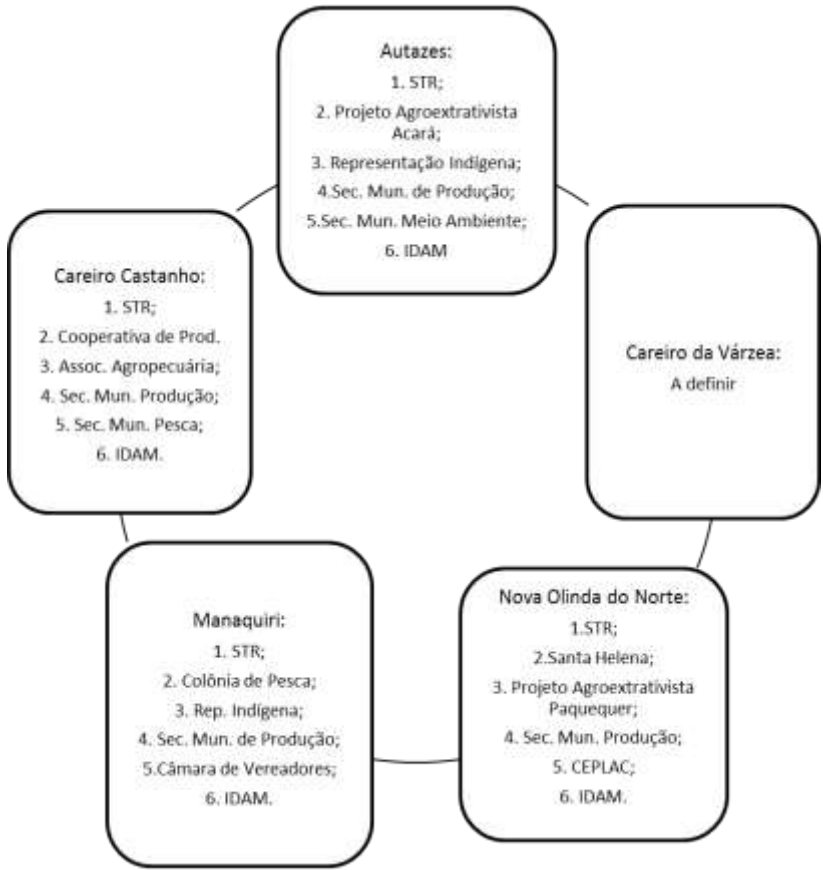 Autazes:
1. STR;
2. Projeto Agroextrativista
Acará;
3. Representação Indígena;
4.Sec. Mun. de Produção;
5.Sec. Mun. Meio Ambiente;
6. IDAM
Careiro da Várzea:
A definir
Nova Olinda do Norte:
1.STR;
2.Santa Helena;
3. Projeto Agroextrativista
Paquequer;
4. Sec. Mun. Produção;
5. CEPLAC;
6. IDAM.
Manaquiri:
1. STR;
2. Colônia de Pesca;
3. Rep. Indígena;
4. Sec. Mun. de Produção;
5.Câmara de Vereadores;
6. IDAM.
Careiro Castanho:
1. STR;
2. Cooperativa de Prod.
3. Assoc. Agropecuária;
4. Sec. Mun. Produção;
5. Sec. Mun. Pesca;
6. IDAM.